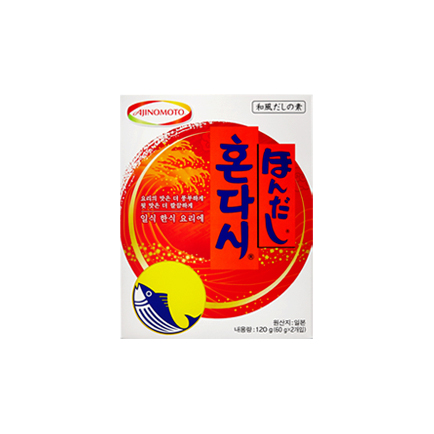 AJINOMOTO
和風だしの素
ほんだし
혼다시
®
요리의 맛은 더 풍부하게!
뒷 맛은 더 깔끔하게
일식 한식 요리에
원산지:일본
내용량:120g(60g×2개입)